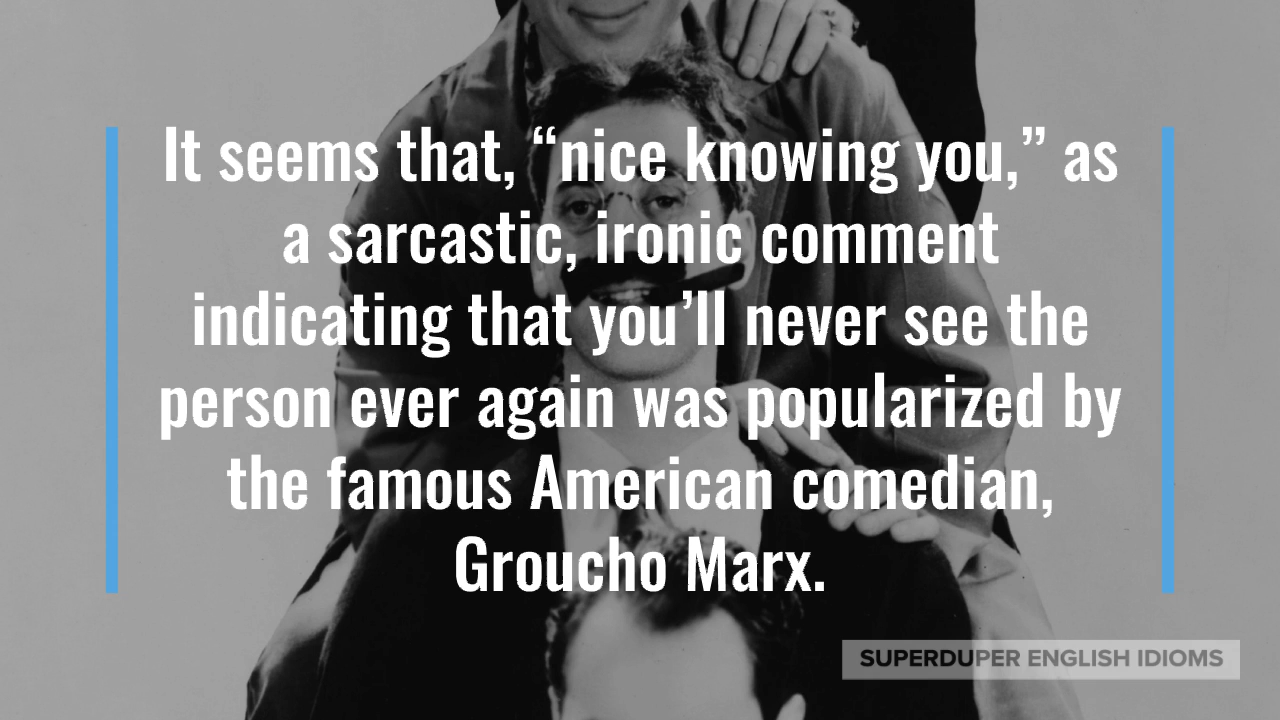 It seems that, “nice knowing you,” as
a sarcastic, ironic comment
indicating that you’ll never see the
person ever again was popularized by
the famous American comedian,
Groucho Marx.
SUPERDUPER ENGLISH IDIOMS